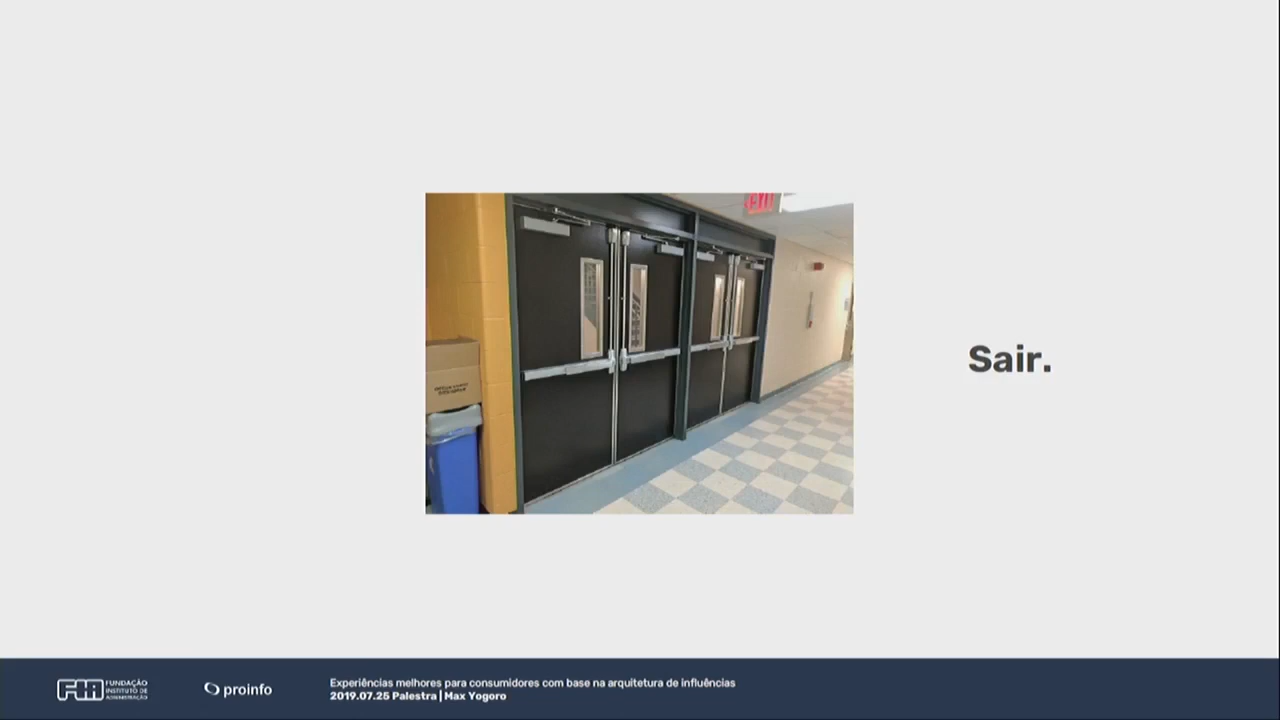 EXIT
Sair.
FIA
FUNDAÇÃO
INSTITUTO DE
ADMINISTRAÇÃO
proinfo
Experiências melhores para consumidores com base na arquitetura de influências
2019.07.25 Palestra | Max Yogoro